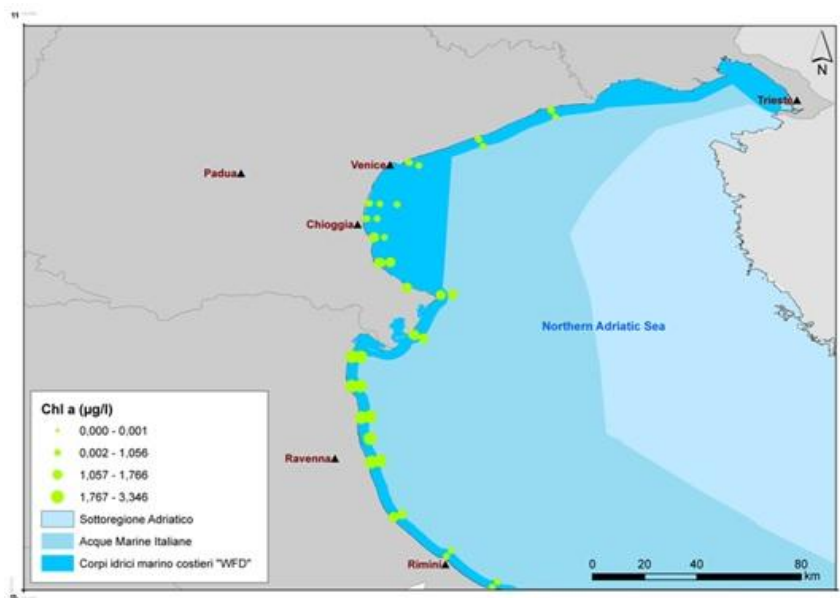 11
N
Trieste
Venice
Padua
Chioggia
Northern Adriatic Sea
Chl a (µg/l)
0,000 - 0,001
0,002 - 1,056
1,057 - 1,766
1,767 - 3,346
Ravenna
Sottoregione Adriatico
Acque Marine Italiane
Corpi idrici marino costieri "WFD"
Rimini
0 20 40 80
km